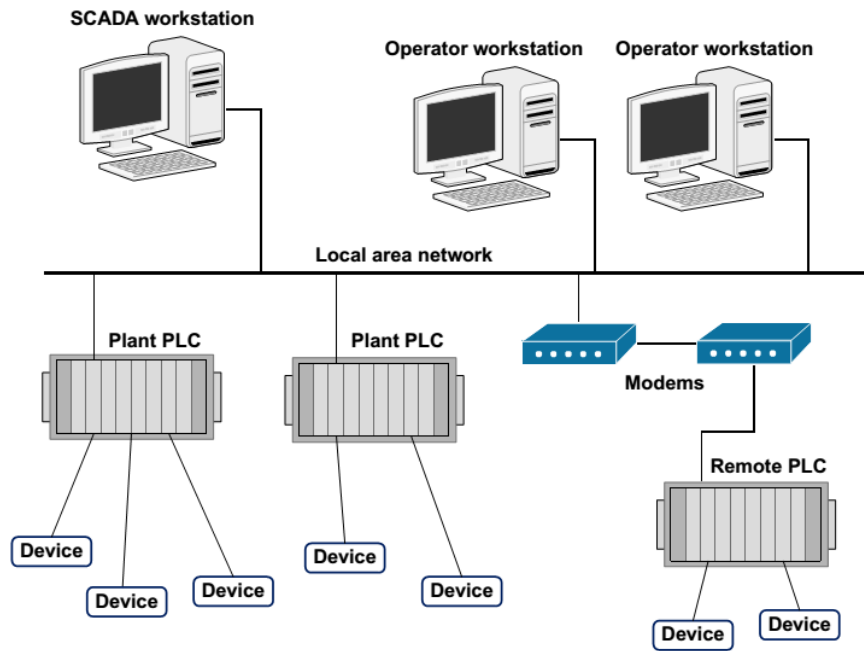 SCADA workstation
Operator workstation
Operator workstation
Local area network
Plant PLC
Plant PLC
Modems
Remote PLC
Device
Device
Device
Device
Device
Device
Device